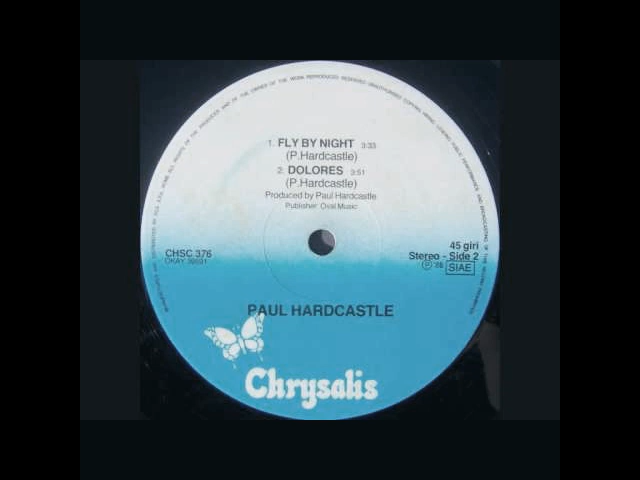 1. FLY BY NIGHT 3:33
(P.Hardcastle)
2. DOLORES 3:51
(P.Hardcastle)
Produced by Paul Hardcastle
Publisher: Oval Music
CHSC 376
45 giri
Stereo - Side 2
℗'86 SIAE
PAUL HARDCASTLE
Chrysalis